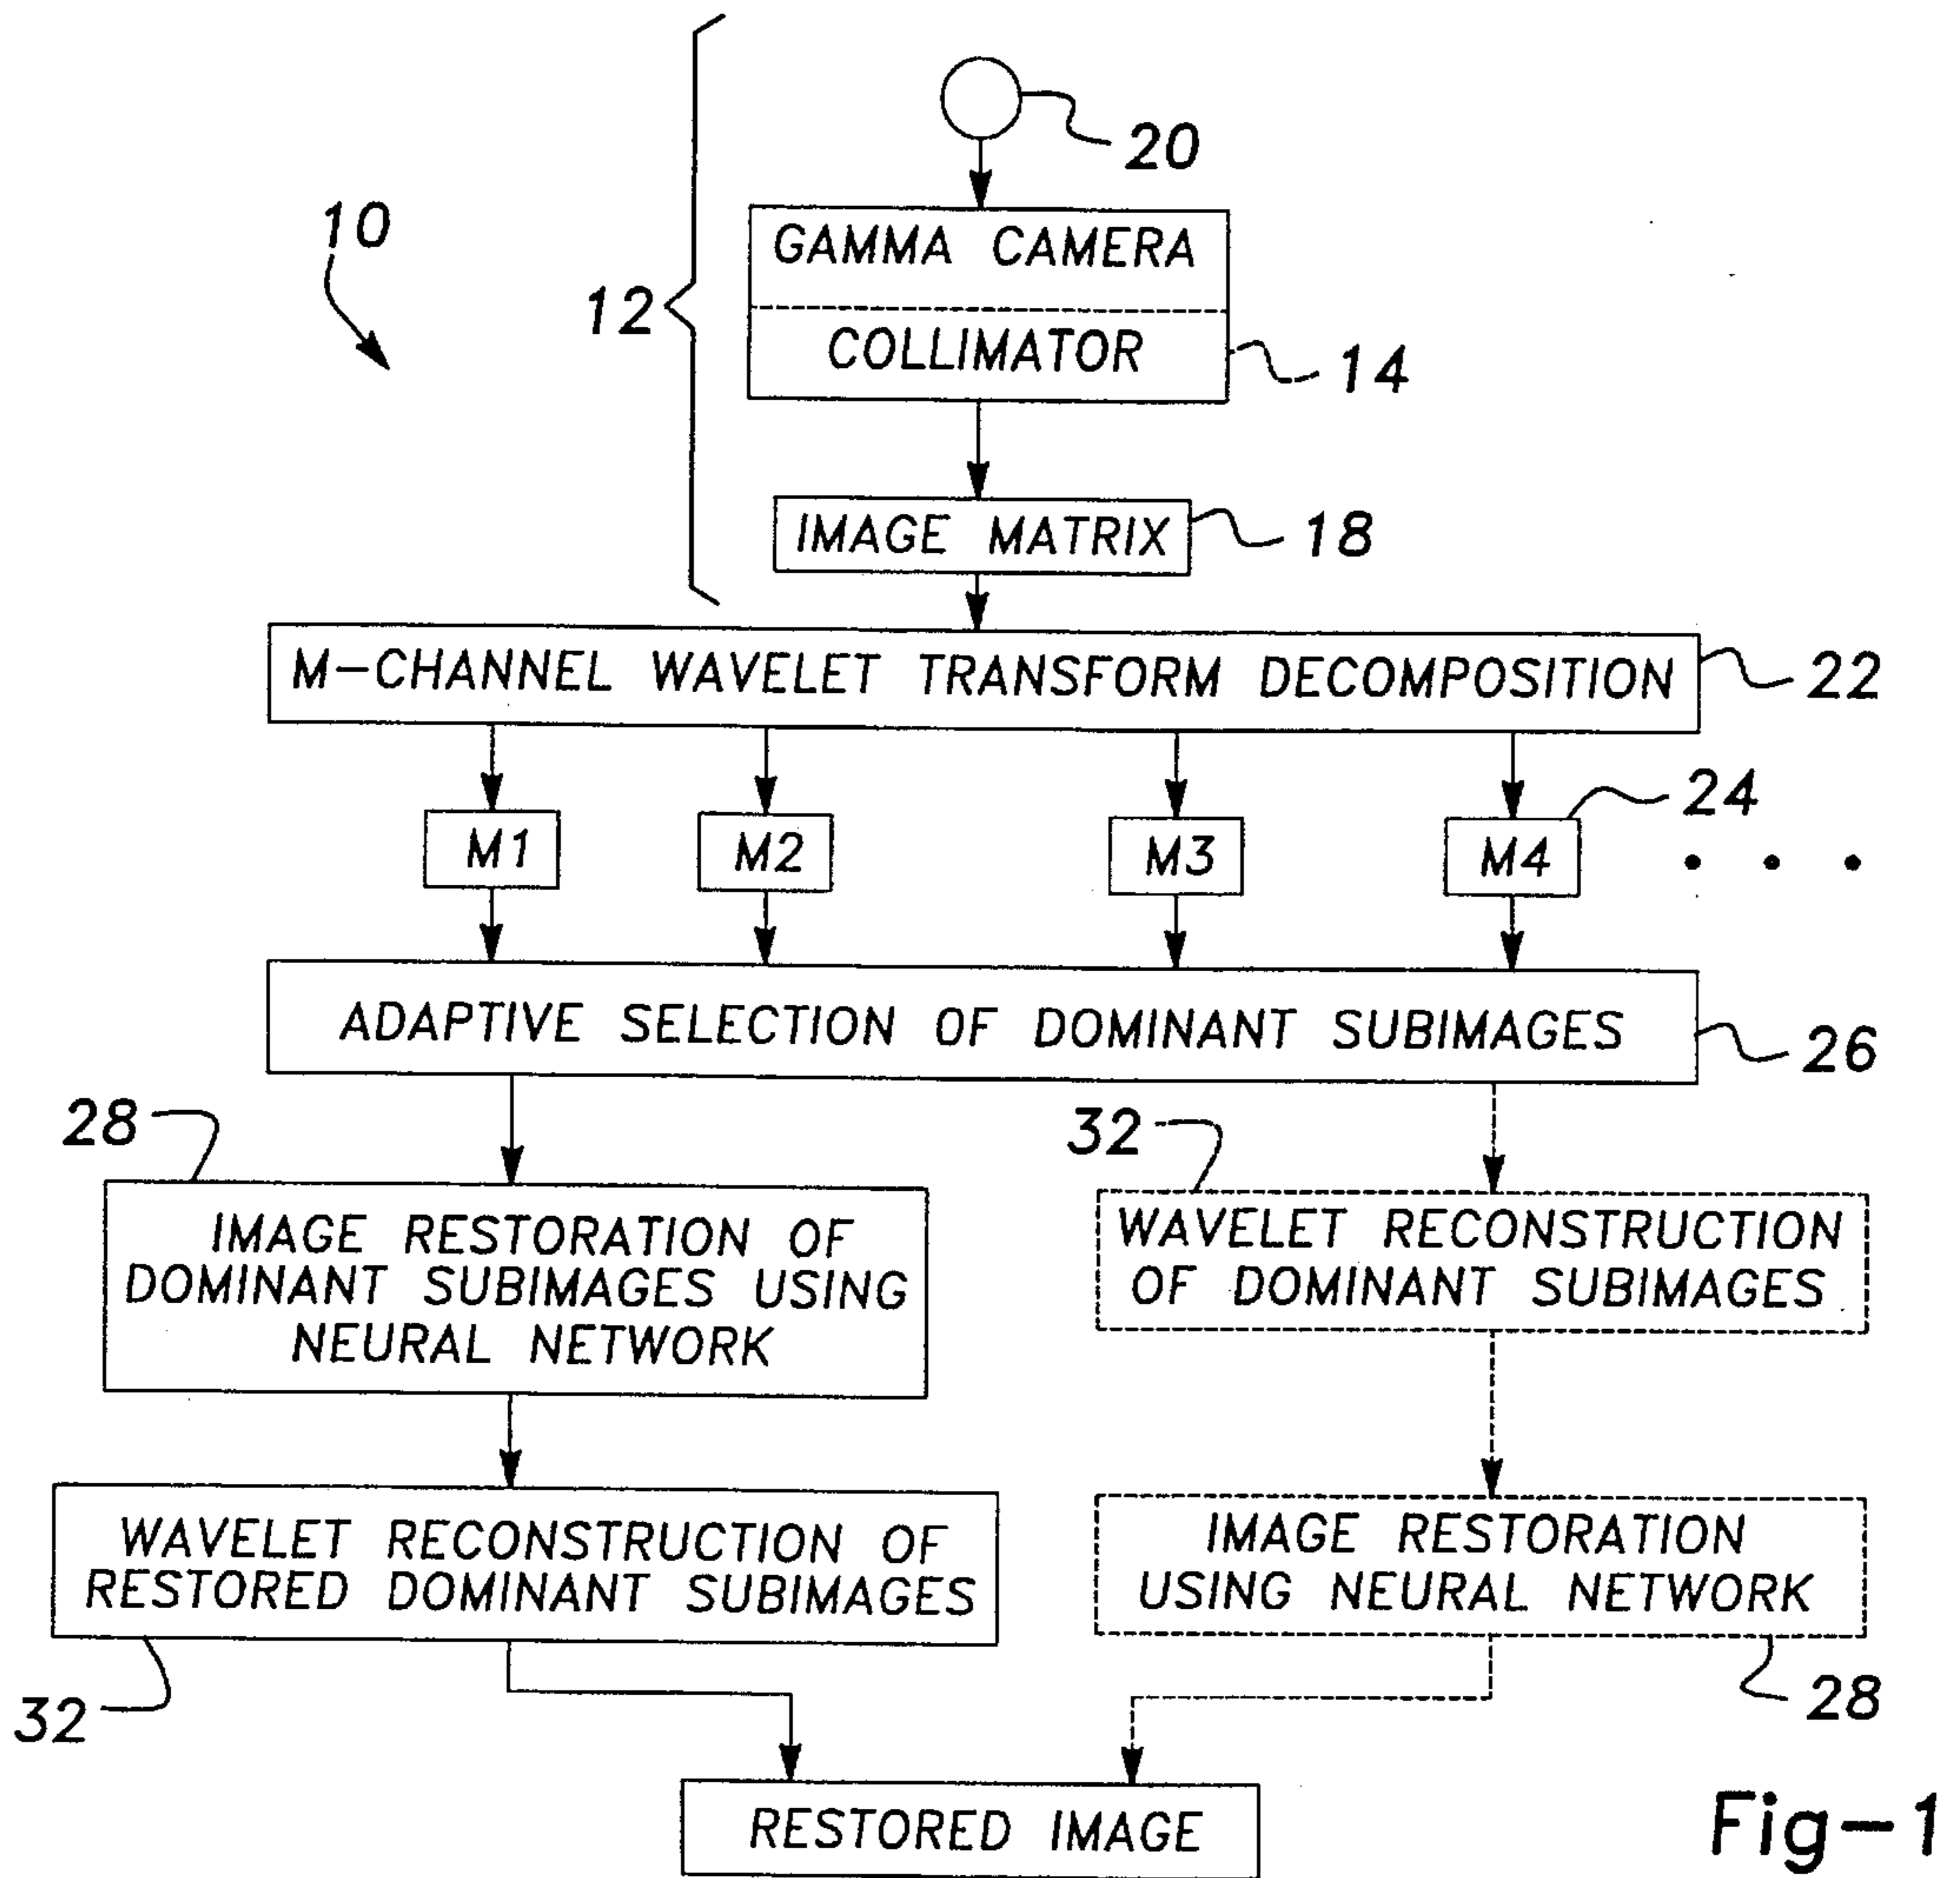 20
10
GAMMA CAMERA
12
COLLIMATOR
14
IMAGE MATRIX
18
M-CHANNEL WAVELET TRANSFORM DECOMPOSITION
22
24
M1
M2
M3
M4
• • •
ADAPTIVE SELECTION OF DOMINANT SUBIMAGES
26
28
IMAGE RESTORATION OF
DOMINANT SUBIMAGES USING
NEURAL NETWORK
32
WAVELET RECONSTRUCTION
OF DOMINANT SUBIMAGES
WAVELET RECONSTRUCTION OF
RESTORED DOMINANT SUBIMAGES
32
IMAGE RESTORATION
USING NEURAL NETWORK
28
RESTORED IMAGE
Fig-1